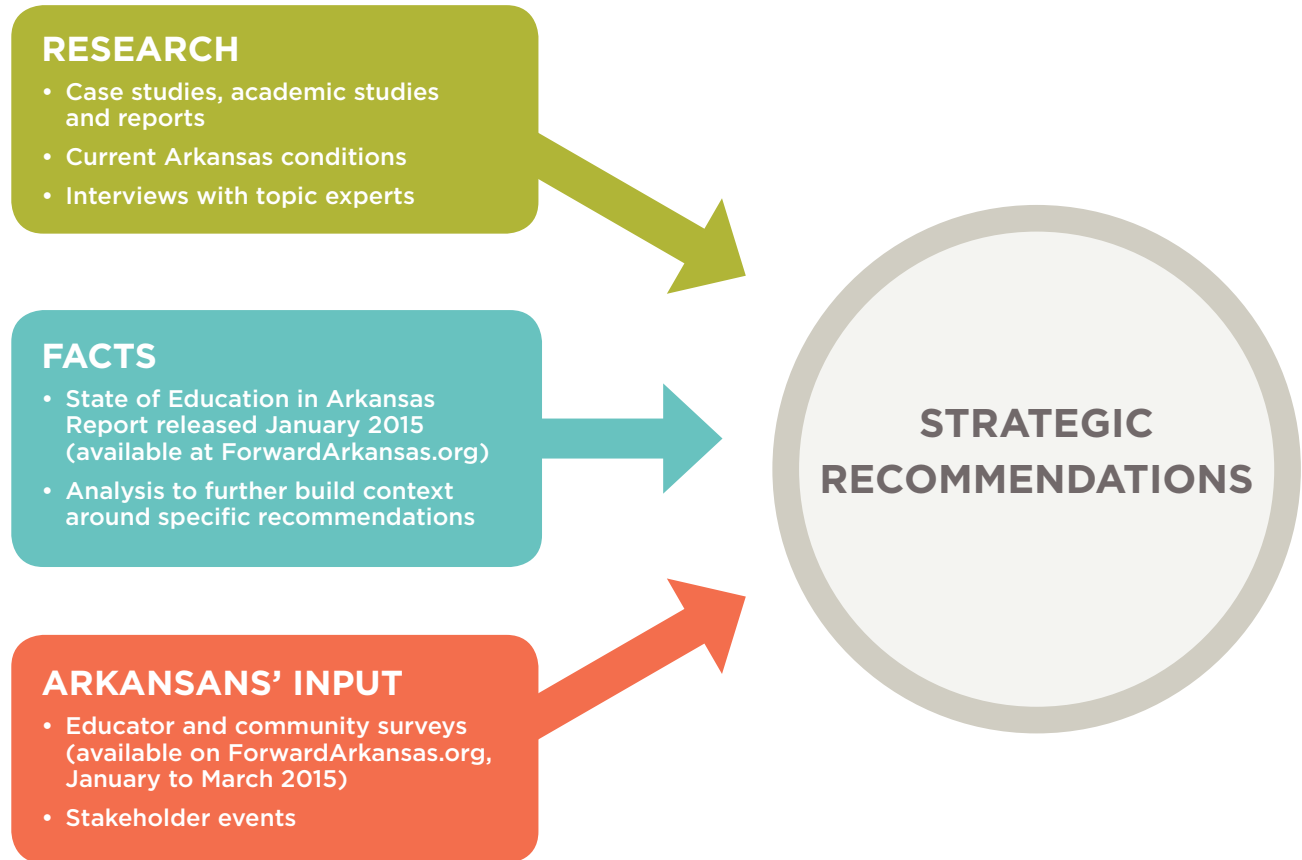 RESEARCH
• Case studies, academic studies
and reports
• Current Arkansas conditions
• Interviews with topic experts
FACTS
• State of Education in Arkansas
Report released January 2015
(available at ForwardArkansas.org)
• Analysis to further build context
around specific recommendations
ARKANSANS’ INPUT
• Educator and community surveys
(available on ForwardArkansas.org,
January to March 2015)
• Stakeholder events
STRATEGIC
RECOMMENDATIONS